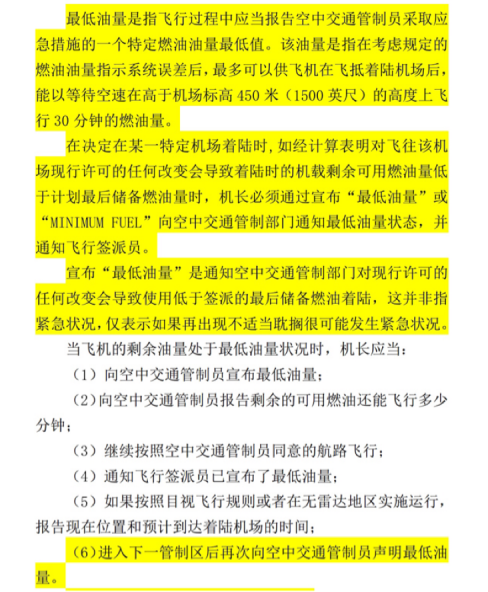 最低油量是指飞行过程中应当报告空中交通管制员采取应
急措施的一个特定燃油油量最低值。该油量是指在考虑规定的
燃油油量指示系统误差后，最多可以供飞机在飞抵着陆机场后，
能以等待空速在高于机场标高 450 米（1500 英尺）的高度上飞
行 30 分钟的燃油量。
在决定在某一特定机场着陆时,如经计算表明对飞往该机
场现行许可的任何改变会导致着陆时的机载剩余可用燃油量低
于计划最后储备燃油量时，机长必须通过宣布“最低油量”或
“MINIMUM FUEL”向空中交通管制部门通知最低油量状态，并
通知飞行签派员。
宣布“最低油量”是通知空中交通管制部门对现行许可的
任何改变会导致使用低于签派的最后储备燃油着陆，这并非指
紧急状况，仅表示如果再出现不适当耽搁很可能发生紧急状况。
当飞机的剩余油量处于最低油量状况时，机长应当：
（1）向空中交通管制员宣布最低油量；
（2）向空中交通管制员报告剩余的可用燃油还能飞行多少
分钟；
（3）继续按照空中交通管制员同意的航路飞行；
（4）通知飞行签派员已宣布了最低油量；
（5）如果按照目视飞行规则或者在无雷达地区实施运行，
报告现在位置和预计到达着陆机场的时间；
（6）进入下一管制区后再次向空中交通管制员声明最低油
量。